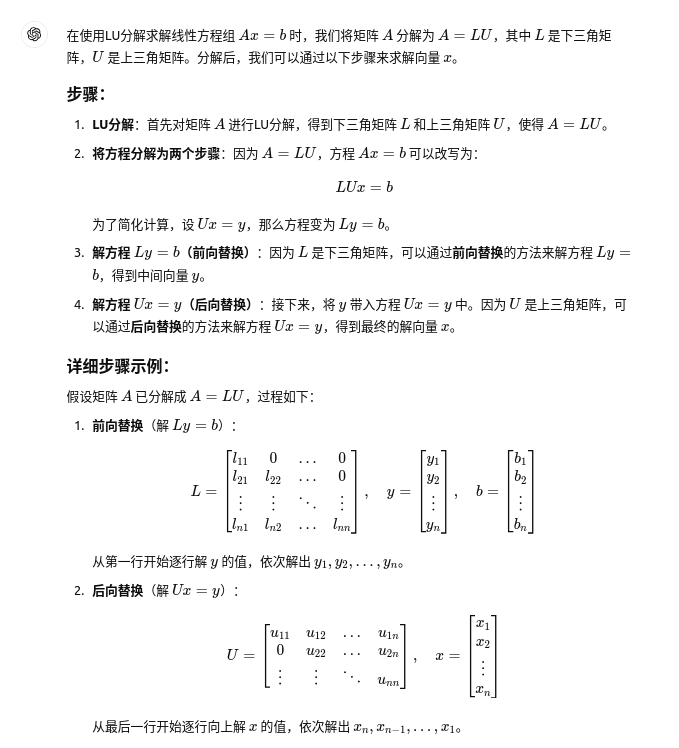 在使用LU分解求解线性方程组 Ax = b 时，我们将矩阵 A 分解为 A = LU，其中 L 是下三角矩
阵，U 是上三角矩阵。分解后，我们可以通过以下步骤来求解向量 x。
步骤：
1. LU分解：首先对矩阵 A 进行LU分解，得到下三角矩阵 L 和上三角矩阵 U，使得 A = LU。
2. 将方程分解为两个步骤：因为 A = LU，方程 Ax = b 可以改写为：
LUx = b
为了简化计算，设 Ux = y，那么方程变为 Ly = b。
3. 解方程 Ly = b（前向替换）：因为 L 是下三角矩阵，可以通过前向替换的方法来解方程 Ly =
b，得到中间向量 y。
4. 解方程 Ux = y（后向替换）：接下来，将 y 带入方程 Ux = y 中。因为 U 是上三角矩阵，可
以通过后向替换的方法来解方程 Ux = y，得到最终的解向量 x。
详细步骤示例：
假设矩阵 A 已分解成 A = LU，过程如下：
1. 前向替换（解 Ly = b）：
L = [l₁₁ 0 … 0; l₂₁ l₂₂ … 0; ⋮ ⋮ ⋱ ⋮; lₙ₁ lₙ₂ … lₙₙ], y = [y₁; y₂; ⋮; yₙ], b = [b₁; b₂; ⋮; bₙ]
从第一行开始逐行解 y 的值，依次解出 y₁, y₂, …, yₙ。
2. 后向替换（解 Ux = y）：
U = [u₁₁ u₁₂ … u₁ₙ; 0 u₂₂ … u₂ₙ; ⋮ ⋮ ⋱ uₙₙ], x = [x₁; x₂; ⋮; xₙ]
从最后一行开始逐行向上解 x 的值，依次解出 xₙ, xₙ₋₁, …, x₁。